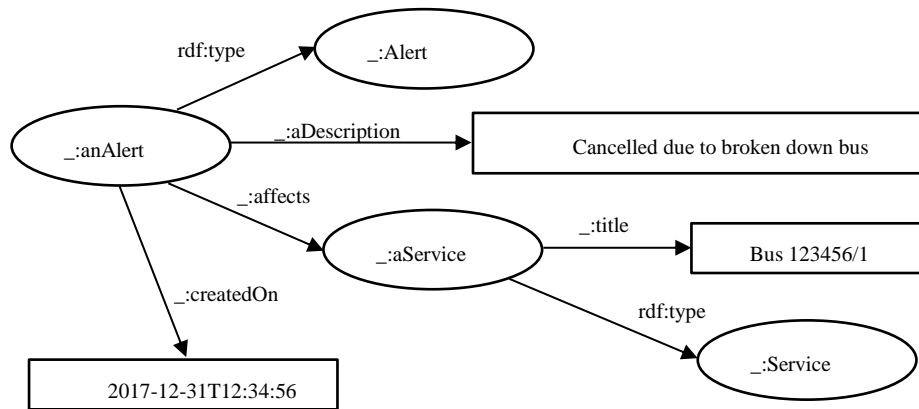 rdf:type
_:Alert
_:anAlert
_:aDescription
Cancelled due to broken down bus
_:affects
_:aService
_:title
Bus 123456/1
_:createdOn
rdf:type
_:Service
2017-12-31T12:34:56